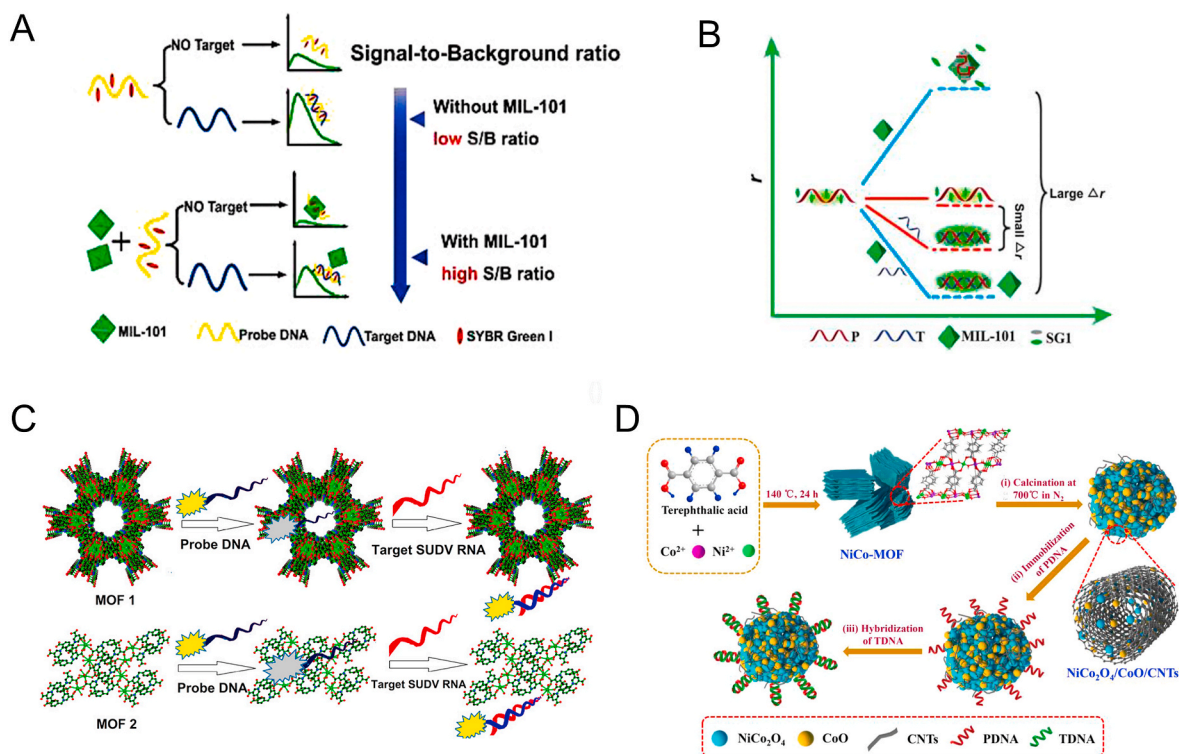 A
NO Target
Signal-to-Background ratio
Without MIL-101
low S/B ratio
NO Target
With MIL-101
high S/B ratio
MIL-101
Probe DNA
Target DNA
SYBR Green I
B
r
Large △r
Small △r
T
P
T
MIL-101
SG1
C
Probe DNA
Target SUDV RNA
MOF 1
Probe DNA
Target SUDV RNA
MOF 2
D
Terephthalic acid
+
Co²⁺
Ni²⁺
140 ℃, 24 h
NiCo-MOF
(i) Calcination at
700℃ in N₂
(ii) Immobilization
of PDNA
NiCo₂O₄/CoO/CNTs
(iii) Hybridization
of TDNA
NiCo₂O₄
CoO
CNTs
PDNA
TDNA